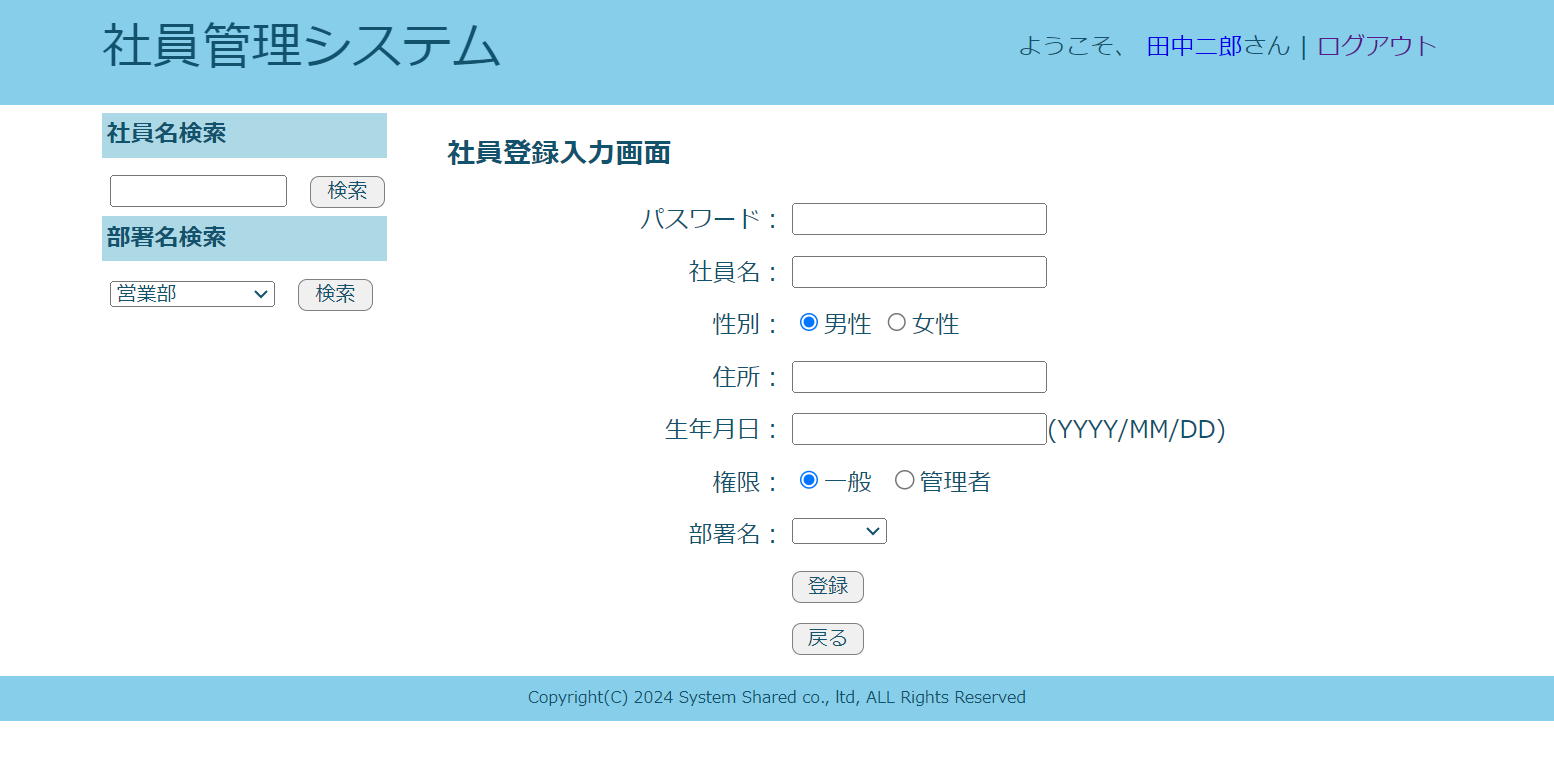 社員管理システム
ようこそ、 田中二郎さん | ログアウト
社員名検索
検索
部署名検索
営業部 検索
社員登録入力画面
パスワード：
社員名：
性別： 男性 女性
住所：
生年月日： (YYYY/MM/DD)
権限： 一般 管理者
部署名：
登録
戻る
Copyright(C) 2024 System Shared co., ltd, ALL Rights Reserved